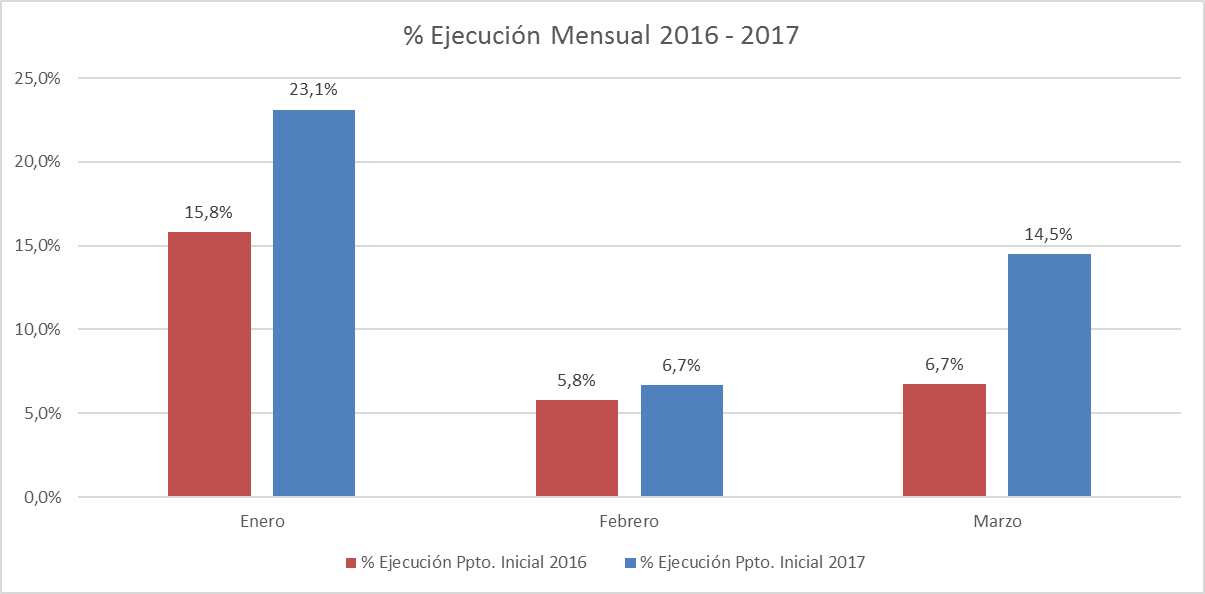 % Ejecución Mensual 2016 - 2017
25,0%
20,0%
15,0%
10,0%
5,0%
0,0%
15,8%
23,1%
5,8%
6,7%
6,7%
14,5%
Enero
Febrero
Marzo
% Ejecución Ppto. Inicial 2016
% Ejecución Ppto. Inicial 2017